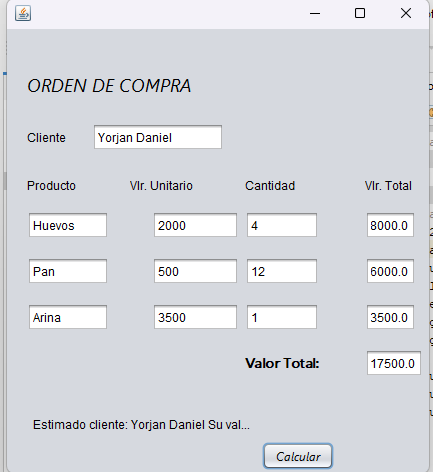 ORDEN DE COMPRA
Cliente Yorjan Daniel
Producto Vlr. Unitario Cantidad Vlr. Total
Huevos 2000 4 8000.0
Pan 500 12 6000.0
Arina 3500 1 3500.0
Valor Total: 17500.0
Estimado cliente: Yorjan Daniel Su val...
Calcular